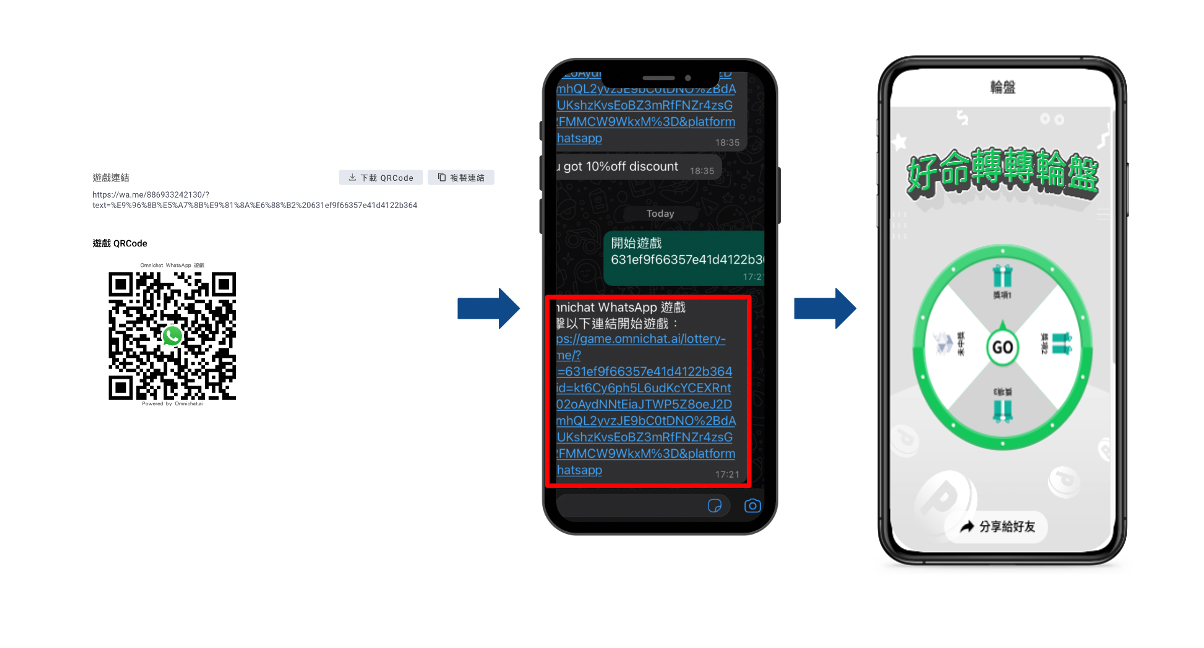 遊戲連結
下載 QRCode
複製連結
https://wa.me/886933242130/?
text=%E9%96%8B%E5%A7%8B%E9%81%8A%E6%88%B2%20631ef9f66357e41d4122b364
遊戲 QRCode
Omnichat WhatsApp 遊戲
Powered by Omnichat.ai
mhQL2yvzJE9bC0tDNO%2BdA
UKshzKvsEoBZ3mRfFNZr4zsG
FMMCW9WkxM%3D&platform
hatsapp
18:35
u got 10%off discount
18:35
Today
開始遊戲
631ef9f66357e41d4122b3
17:2
mnichat WhatsApp 遊戲
擊以下連結開始遊戲：
ps://game.omnichat.ai/lottery-
me/?
=631ef9f66357e41d4122b364
id=kt6Cy6ph5L6udKcYCEXRnt
02oAydNNtEiaJTWP5Z8oeJ2D
mhQL2yvzJE9bC0tDNO%2BdA
UKshzKvsEoBZ3mRfFNZr4zsG
FMMCW9WkxM%3D&platform
hatsapp
17:21
輪盤
好命轉轉輪盤
獎項1
未中獎
GO
獎項2
獎項3
分享給好友